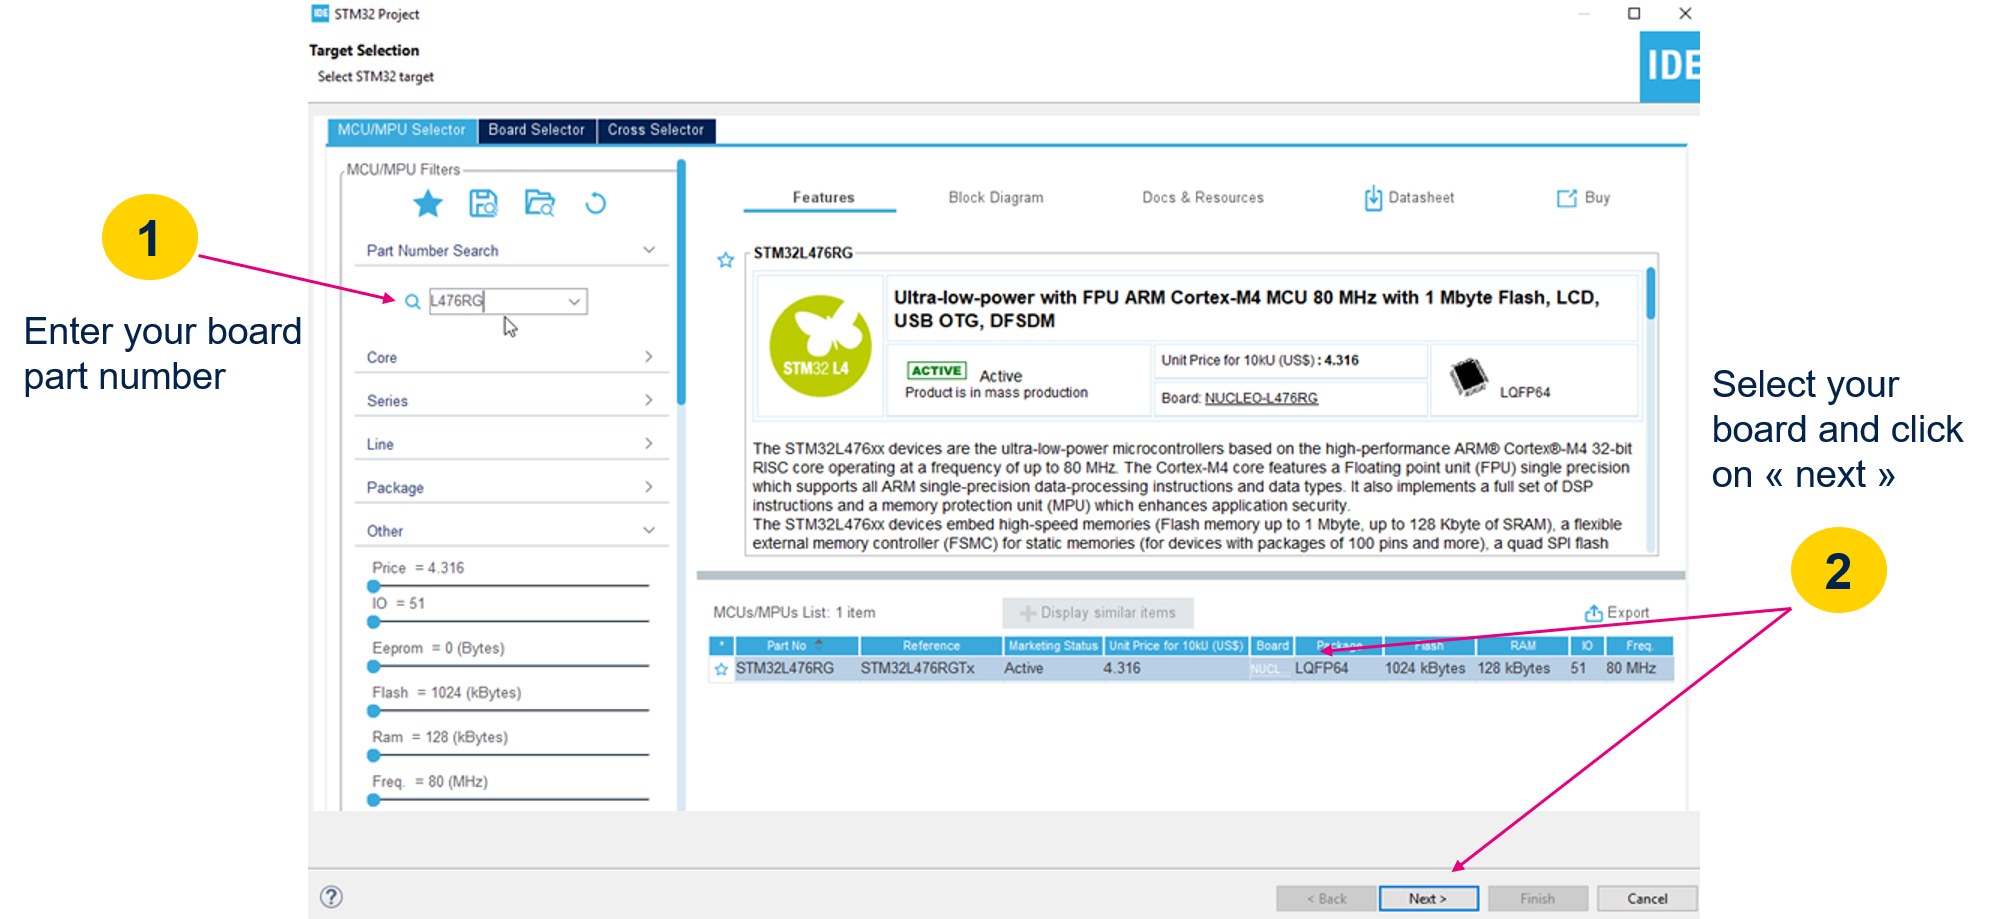 IDE STM32 Project
Target Selection
Select STM32 target
IDE
MCU/MPU Selector
Board Selector
Cross Selector
MCU/MPU Filters
1
Enter your board
part number
Part Number Search
L476RG
Core
Series
Line
Package
Other
Price = 4.316
IO = 51
Eeprom = 0 (Bytes)
Flash = 1024 (kBytes)
Ram = 128 (kBytes)
Freq. = 80 (MHz)
Features
Block Diagram
Docs & Resources
Datasheet
Buy
STM32L476RG
STM32 L4
Ultra-low-power with FPU ARM Cortex-M4 MCU 80 MHz with 1 Mbyte Flash, LCD,
USB OTG, DFSDM
ACTIVE Active
Product is in mass production
Unit Price for 10kU (US$) : 4.316
Board: NUCLEO-L476RG
LQFP64
The STM32L476xx devices are the ultra-low-power microcontrollers based on the high-performance ARM® Cortex®-M4 32-bit
RISC core operating at a frequency of up to 80 MHz. The Cortex-M4 core features a Floating point unit (FPU) single precision
which supports all ARM single-precision data-processing instructions and data types. It also implements a full set of DSP
instructions and a memory protection unit (MPU) which enhances application security.
The STM32L476xx devices embed high-speed memories (Flash memory up to 1 Mbyte, up to 128 Kbyte of SRAM), a flexible
external memory controller (FSMC) for static memories (for devices with packages of 100 pins and more), a quad SPI flash
MCUs/MPUs List: 1 item
Display similar items
Export
* Part No Reference Marketing Status Unit Price for 10kU (US$) Board Package Flash RAM IO Freq.
STM32L476RG STM32L476RGTx Active 4.316 NUCL... LQFP64 1024 kBytes 128 kBytes 51 80 MHz
Select your
board and click
on « next »
2
?
< Back
Next >
Finish
Cancel